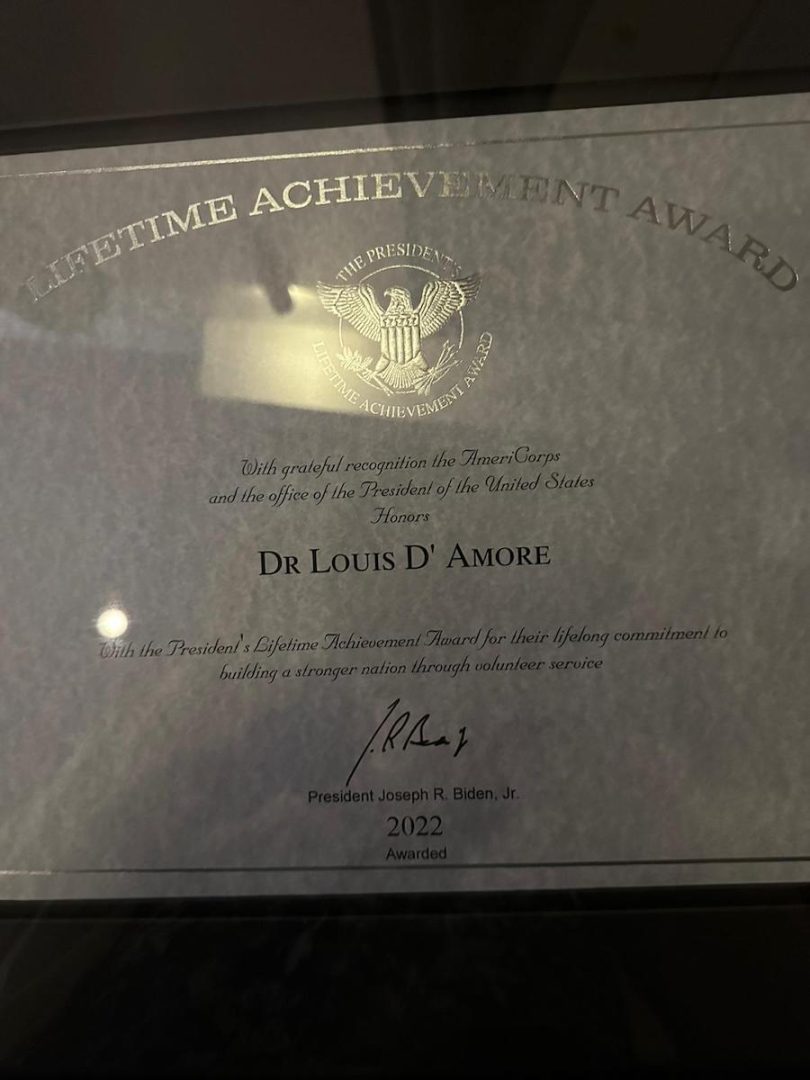 LIFETIME ACHIEVEMENT AWARD
THE PRESIDENT'S
LIFETIME ACHIEVEMENT AWARD
With grateful recognition the AmeriCorps
and the office of the President of the United States
Honors
DR LOUIS D' AMORE
With the President's Lifetime Achievement Award for their lifelong commitment to
building a stronger nation through volunteer service
President Joseph R. Biden, Jr.
2022
Awarded